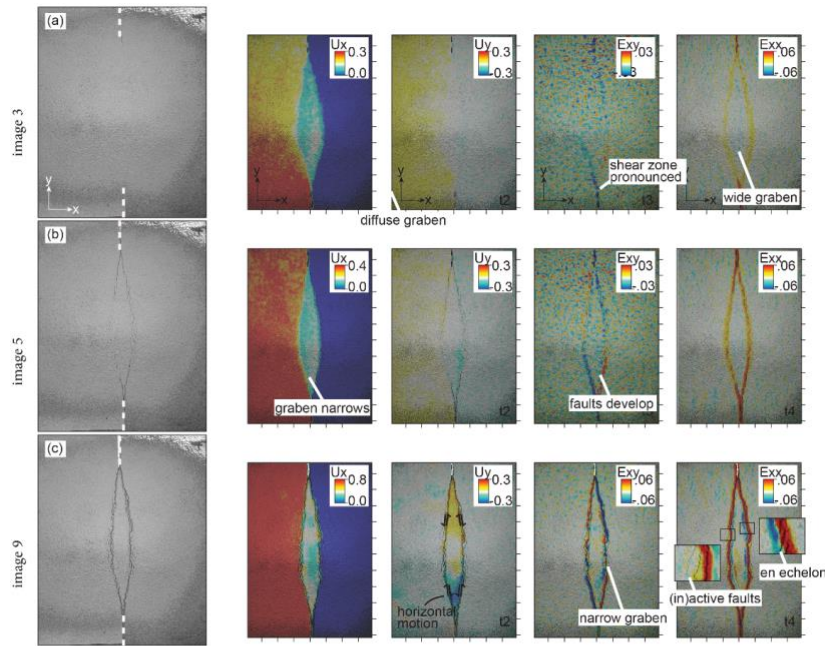 image 3
(a)
y
x
Ux
0.3
0.0
y
x
Uy
0.3
-0.3
t2
y
x
Exy
.03
-.03
t3
y
x
Exx
.06
-.06
diffuse graben
shear zone
pronounced
wide graben
image 5
(b)
Ux
0.4
0.0
graben narrows
Uy
0.3
-0.3
t2
Exy
.03
-.03
faults develop
Exx
.06
-.06
t4
image 9
(c)
Ux
0.8
0.0
Uy
0.3
-0.3
horizontal
motion
t2
Exy
.06
-.06
narrow graben
Exx
.06
-.06
en echelon
(in)active faults
t4